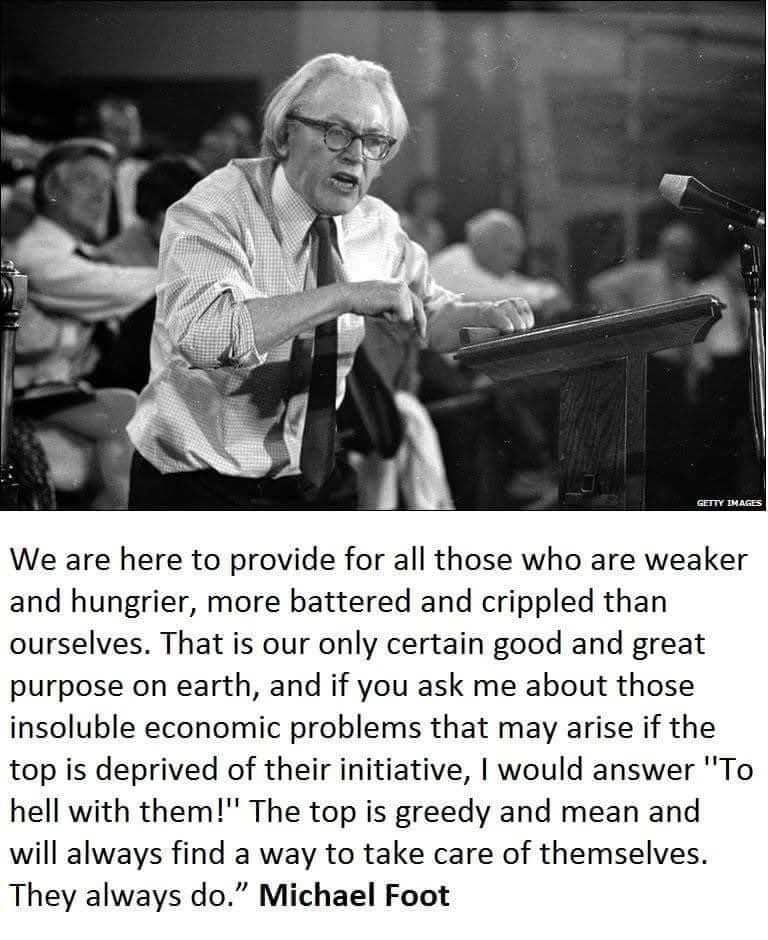 GETTY IMAGES
We are here to provide for all those who are weaker
and hungrier, more battered and crippled than
ourselves. That is our only certain good and great
purpose on earth, and if you ask me about those
insoluble economic problems that may arise if the
top is deprived of their initiative, I would answer "To
hell with them!" The top is greedy and mean and
will always find a way to take care of themselves.
They always do.” Michael Foot